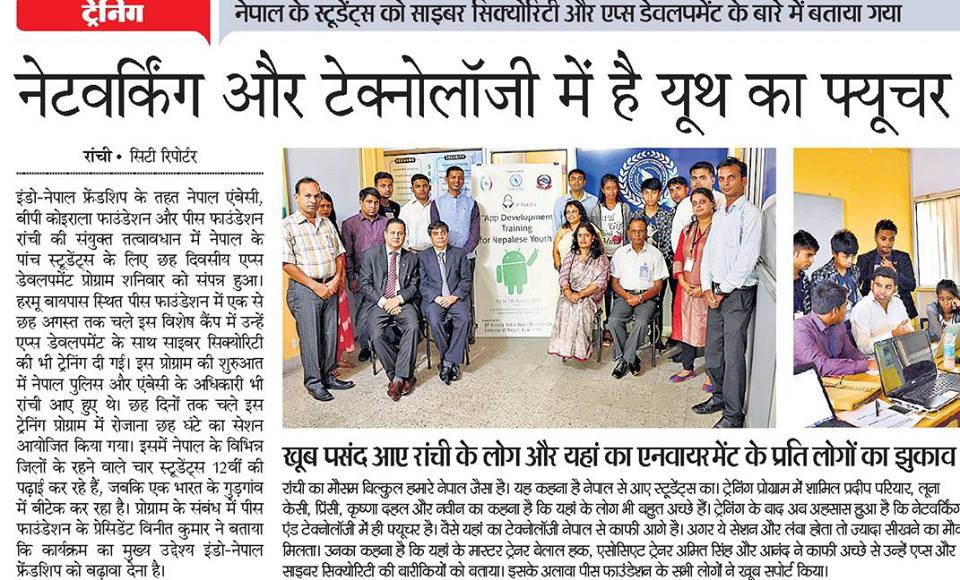 ट्रेनिंग
नेपाल के स्टूडेंट्स को साइबर सिक्योरिटी और एप्स डेवलपमेंट के बारे में बताया गया
नेटवर्किंग और टेक्नोलॉजी में है यूथ का फ्यूचर
रांची • सिटी रिपोर्टर
इंडो-नेपाल फ्रेंडशिप के तहत नेपाल एंबेसी,
बीपी कोइराला फाउंडेशन और पीस फाउंडेशन
रांची की संयुक्त तत्वावधान में नेपाल के
पांच स्टूडेंट्स के लिए छह दिवसीय एप्स
डेवलपमेंट प्रोग्राम शनिवार को संपन्न हुआ।
हरमू बायपास स्थित पीस फाउंडेशन में एक से
छह अगस्त तक चले इस विशेष कैंप में उन्हें
एप्स डेवलपमेंट के साथ साइबर सिक्योरिटी
की भी ट्रेनिंग दी गई। इस प्रोग्राम की शुरुआत
में नेपाल पुलिस और एंबेसी के अधिकारी भी
रांची आए हुए थे। छह दिनों तक चले इस
ट्रेनिंग प्रोग्राम में रोजाना छह घंटे का सेशन
आयोजित किया गया। इसमें नेपाल के विभिन्न
जिलों के रहने वाले चार स्टूडेंट्स 12वीं की
पढ़ाई कर रहे हैं, जबकि एक भारत के गुड़गांव
में बीटेक कर रहा है। प्रोग्राम के संबंध में पीस
फाउंडेशन के प्रेसिडेंट विनीत कुमार ने बताया
कि कार्यक्रम का मुख्य उद्देश्य इंडो-नेपाल
फ्रेंडशिप को बढ़ावा देना है।
e-Raksha
"App Development
Training
for Nepalese Youth"
खूब पसंद आए रांची के लोग और यहां का एनवायरमेंट के प्रति लोगों का झुकाव
रांची का मौसम बिल्कुल हमारे नेपाल जैसा है। यह कहना है नेपाल से आए स्टूडेंट्स का। ट्रेनिंग प्रोग्राम में शामिल प्रदीप परियार, लूना
केसी, प्रिंसी, कृष्णा दहल और नवीन का कहना है कि यहां के लोग भी बहुत अच्छे हैं। ट्रेनिंग के बाद अब अहसास हुआ है कि नेटवर्किंग
एंड टेक्नोलॉजी में ही फ्यूचर है। वैसे यहां का टेक्नोलॉजी नेपाल से काफी आगे है। अगर ये सेशन और लंबा होता तो ज्यादा सीखने का मौ
मिलता। उनका कहना है कि यहां के मास्टर ट्रेनर बेलाल हक, एसोसिएट ट्रेनर अमित सिंह और आनंद ने काफी अच्छे से उन्हें एप्स और
साइबर सिक्योरिटी की बारीकियों को बताया। इसके अलावा पीस फाउंडेशन के सभी लोगों ने खूब सपोर्ट किया।